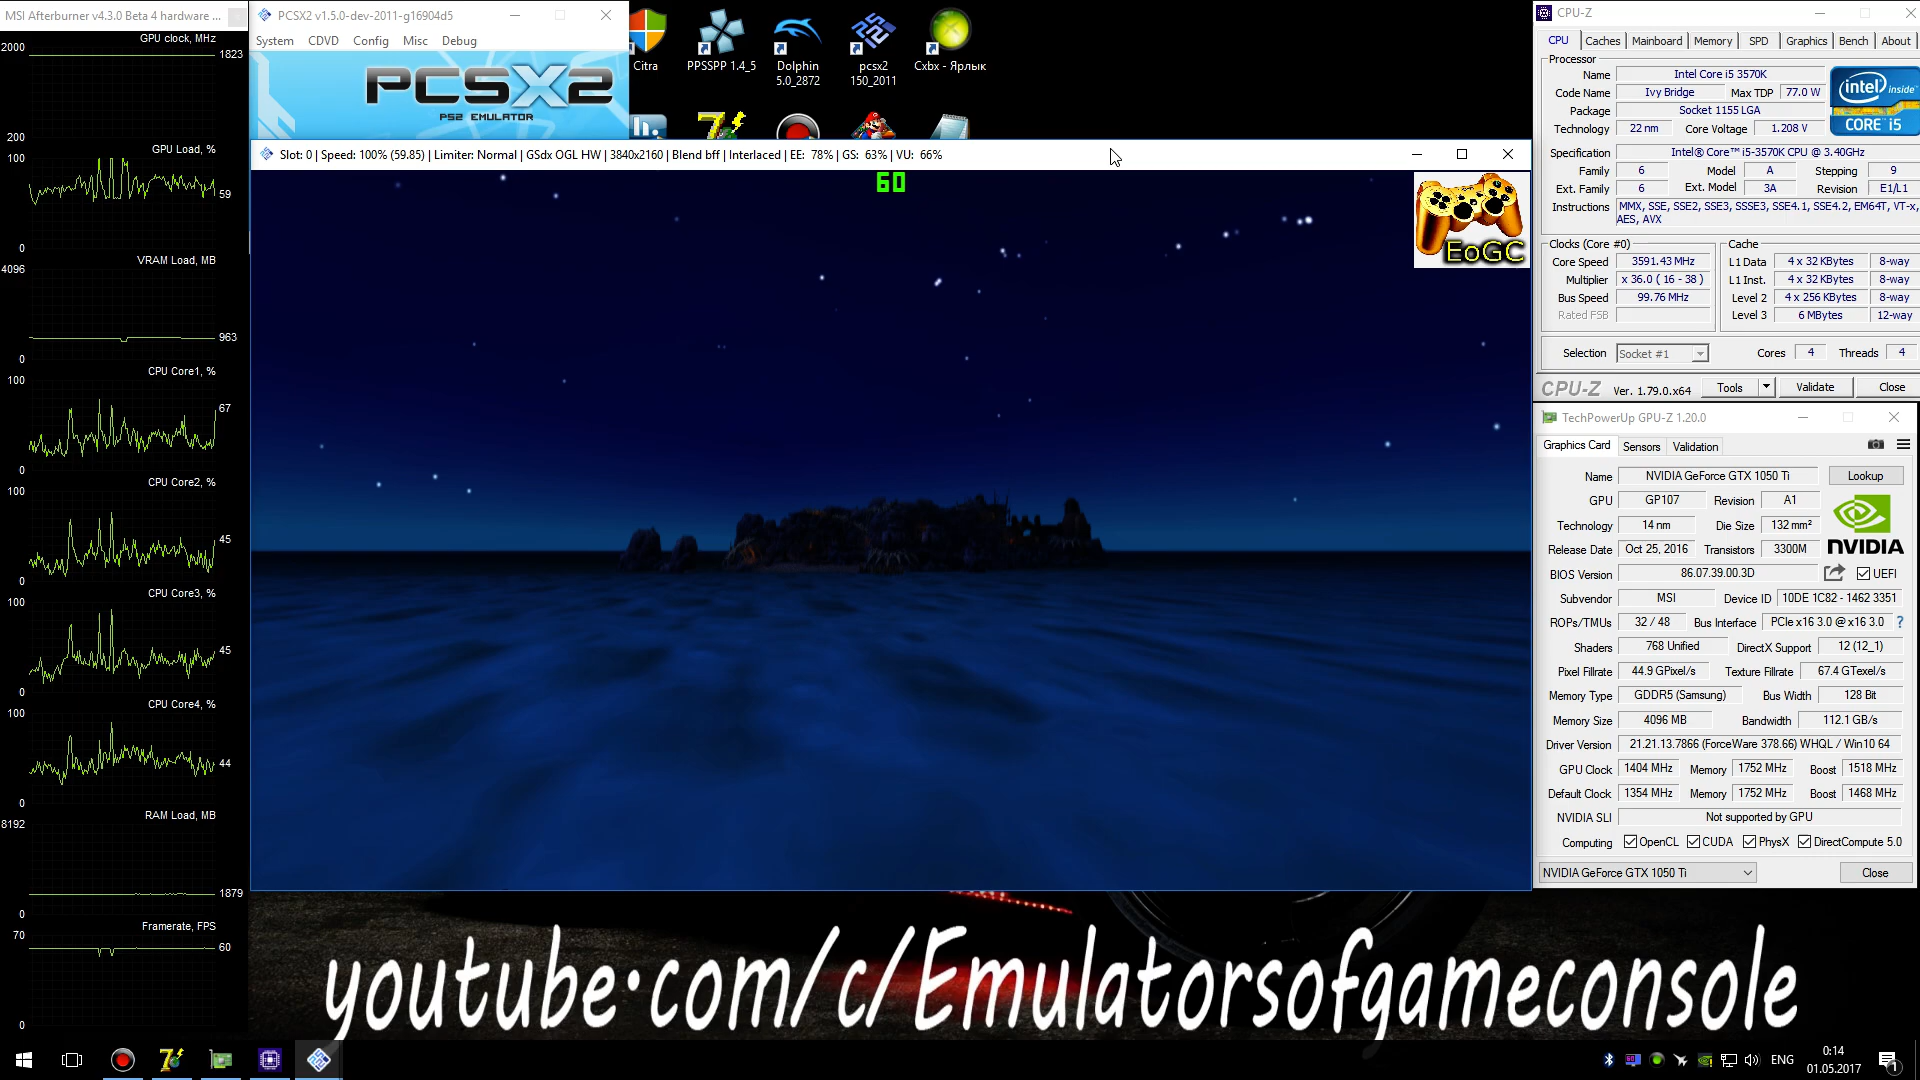 MSI Afterburner v4.3.0 Beta 4 hardware ...
GPU clock, MHz
2000
1823
200
GPU Load, %
100
59
0
VRAM Load, MB
4096
963
0
CPU Core1, %
100
67
0
CPU Core2, %
100
45
0
CPU Core3, %
100
45
0
CPU Core4, %
100
44
0
RAM Load, MB
8192
1879
0
Framerate, FPS
70
60
0
PCSX2 v1.5.0-dev-2011-g16904d5
System CDVD Config Misc Debug
PCSX2
PS2 EMULATOR
Citra
PPSSPP 1.4_5
Dolphin
5.0_2872
pcsx2
150_2011
Cxbx - Ярлык
Slot: 0 | Speed: 100% (59.85) | Limiter: Normal | GSdx OGL HW | 3840x2160 | Blend bff | Interlaced | EE: 78% | GS: 63% | VU: 66%
60
EoGC
youtube.com/c/Emulatorsofgameconsole
CPU-Z
CPU Caches Mainboard Memory SPD Graphics Bench About
Processor
Name Intel Core i5 3570K
Code Name Ivy Bridge Max TDP 77.0 W
Package Socket 1155 LGA
Technology 22 nm Core Voltage 1.208 V
intel inside
CORE i5
Specification Intel® Core™ i5-3570K CPU @ 3.40GHz
Family 6 Model A Stepping 9
Ext. Family 6 Ext. Model 3A Revision E1/L1
Instructions MMX, SSE, SSE2, SSE3, SSSE3, SSE4.1, SSE4.2, EM64T, VT-x,
AES, AVX
Clocks (Core #0)
Core Speed 3591.43 MHz
Multiplier x 36.0 ( 16 - 38 )
Bus Speed 99.76 MHz
Rated FSB
Cache
L1 Data 4 x 32 KBytes 8-way
L1 Inst. 4 x 32 KBytes 8-way
Level 2 4 x 256 KBytes 8-way
Level 3 6 MBytes 12-way
Selection Socket #1 Cores 4 Threads 4
CPU-Z Ver. 1.79.0.x64 Tools Validate Close
TechPowerUp GPU-Z 1.20.0
Graphics Card Sensors Validation
Name NVIDIA GeForce GTX 1050 Ti Lookup
GPU GP107 Revision A1
Technology 14 nm Die Size 132 mm²
Release Date Oct 25, 2016 Transistors 3300M
NVIDIA
BIOS Version 86.07.39.00.3D UEFI
Subvendor MSI Device ID 10DE 1C82 - 1462 3351
ROPs/TMUs 32 / 48 Bus Interface PCIe x16 3.0 @ x16 3.0 ?
Shaders 768 Unified DirectX Support 12 (12_1)
Pixel Fillrate 44.9 GPixel/s Texture Fillrate 67.4 GTexel/s
Memory Type GDDR5 (Samsung) Bus Width 128 Bit
Memory Size 4096 MB Bandwidth 112.1 GB/s
Driver Version 21.21.13.7866 (ForceWare 378.66) WHQL / Win10 64
GPU Clock 1404 MHz Memory 1752 MHz Boost 1518 MHz
Default Clock 1354 MHz Memory 1752 MHz Boost 1468 MHz
NVIDIA SLI Not supported by GPU
Computing OpenCL CUDA PhysX DirectCompute 5.0
NVIDIA GeForce GTX 1050 Ti Close
ENG
0:14
01.05.2017
1